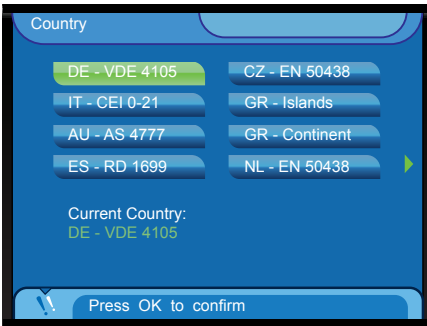 Country
DE - VDE 4105
CZ - EN 50438
IT - CEI 0-21
GR - Islands
AU - AS 4777
GR - Continent
ES - RD 1699
NL - EN 50438
Current Country:
DE - VDE 4105
Press OK to confirm